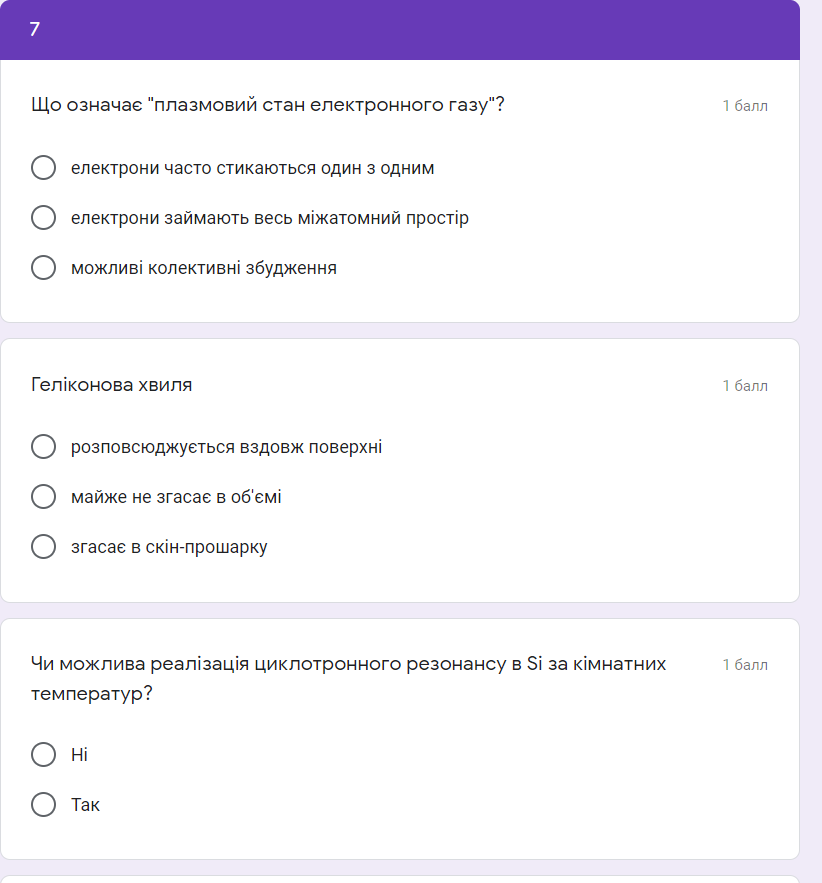 7
Що означає "плазмовий стан електронного газу"?
1 балл
електрони часто стикаються один з одним
електрони займають весь міжатомний простір
можливі колективні збудження
Геліконова хвиля
1 балл
розповсюджується вздовж поверхні
майже не згасає в об'ємі
згасає в скін-прошарку
Чи можлива реалізація циклотронного резонансу в Si за кімнатних
температур?
1 балл
Ні
Так